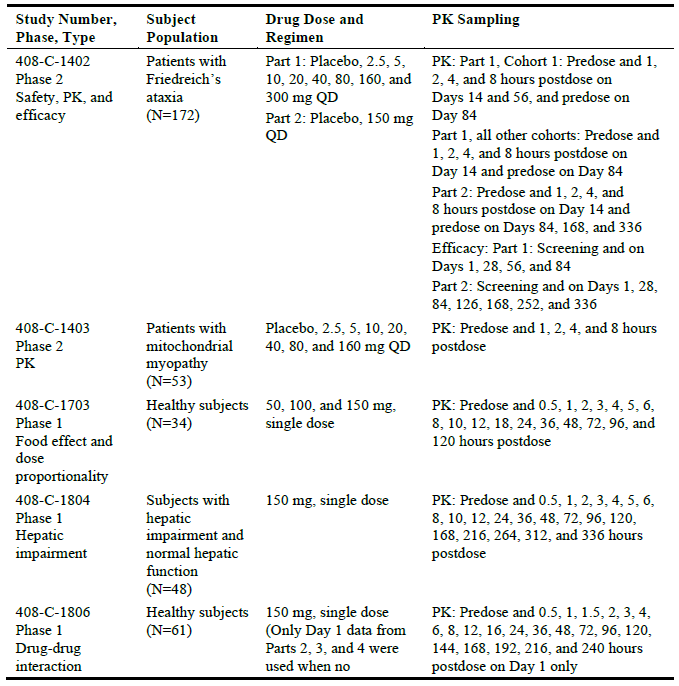 Study Number,
Phase, Type
Subject
Population
Drug Dose and
Regimen
PK Sampling
408-C-1402
Phase 2
Safety, PK, and
efficacy
Patients with
Friedreich's
ataxia
(N=172)
Part 1: Placebo, 2.5, 5,
10, 20, 40, 80, 160, and
300 mg QD
Part 2: Placebo, 150 mg
QD
PK: Part 1, Cohort 1: Predose and 1,
2, 4, and 8 hours postdose on
Days 14 and 56, and predose on
Day 84
Part 1, all other cohorts: Predose and
1, 2, 4, and 8 hours postdose on
Day 14 and predose on Day 84
Part 2: Predose and 1, 2, 4, and
8 hours postdose on Day 14 and
predose on Days 84, 168, and 336
Efficacy: Part 1: Screening and on
Days 1, 28, 56, and 84
Part 2: Screening and on Days 1, 28,
84, 126, 168, 252, and 336
408-C-1403
Phase 2
PK
Patients with
mitochondrial
myopathy
(N=53)
Placebo, 2.5, 5, 10, 20,
40, 80, and 160 mg QD
PK: Predose and 1, 2, 4, and 8 hours
postdose
408-C-1703
Phase 1
Food effect and
dose
proportionality
Healthy subjects
(N=34)
50, 100, and 150 mg,
single dose
PK: Predose and 0.5, 1, 2, 3, 4, 5, 6,
8, 10, 12, 18, 24, 36, 48, 72, 96, and
120 hours postdose
408-C-1804
Phase 1
Hepatic
impairment
Subjects with
hepatic
impairment and
normal hepatic
function
(N=48)
150 mg, single dose
PK: Predose and 0.5, 1, 2, 3, 4, 5, 6,
8, 10, 12, 24, 36, 48, 72, 96, 120,
168, 216, 264, 312, and 336 hours
postdose
408-C-1806
Phase 1
Drug-drug
interaction
Healthy subjects
(N=61)
150 mg, single dose
(Only Day 1 data from
Parts 2, 3, and 4 were
used when no
PK: Predose and 0.5, 1, 1.5, 2, 3, 4,
6, 8, 12, 16, 24, 36, 48, 72, 96, 120,
144, 168, 192, 216, and 240 hours
postdose on Day 1 only